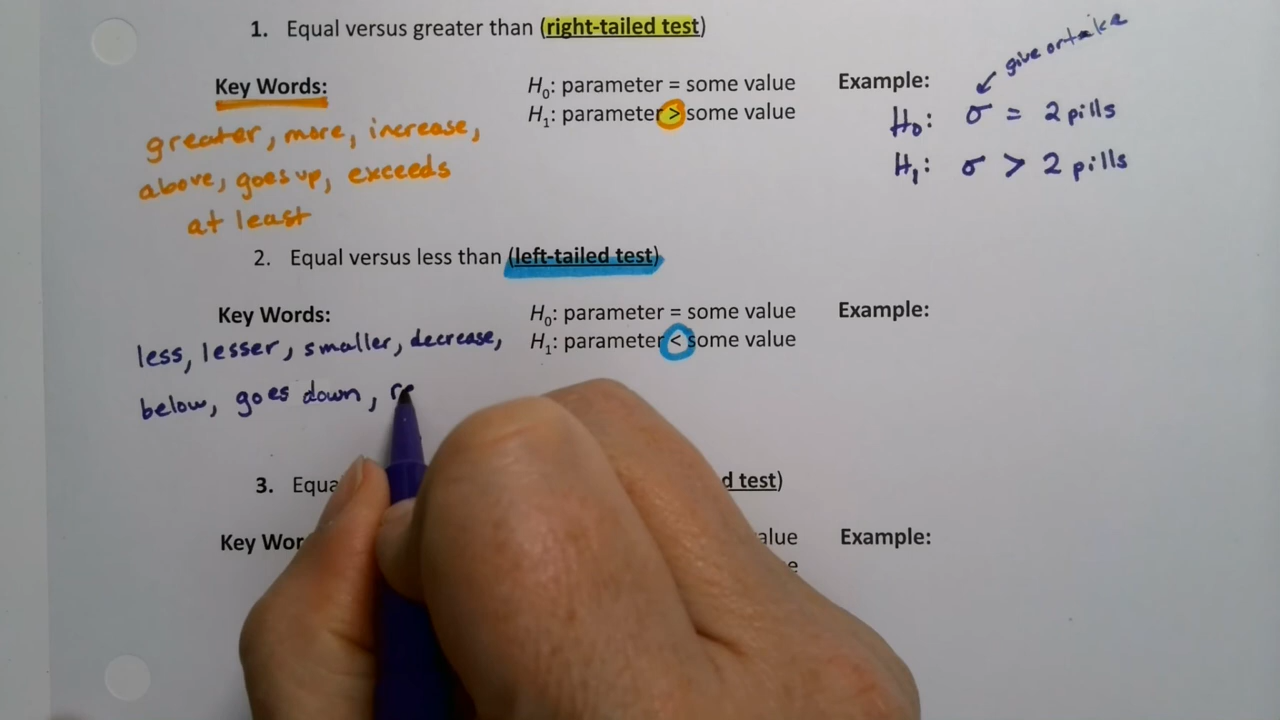 1. Equal versus greater than (right-tailed test)
give or take
Key Words:
H₀: parameter = some value
Example:
H₁: parameter > some value
H₀: σ = 2 pills
greater, more, increase,
H₁: σ > 2 pills
above, goes up, exceeds
at least
2. Equal versus less than (left-tailed test)
Key Words:
H₀: parameter = some value
Example:
less, lesser, smaller, decrease,
H₁: parameter < some value
below, goes down,
3.
test)
Key
Example: